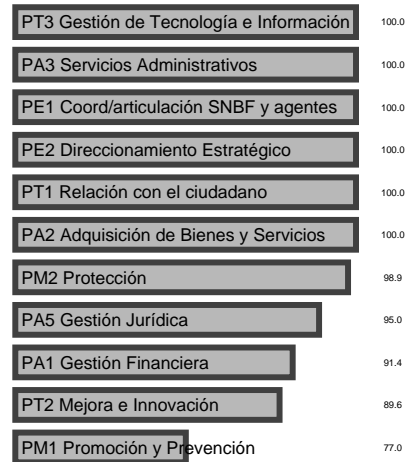 PT3 Gestión de Tecnología e Información 100.0
PA3 Servicios Administrativos 100.0
PE1 Coord/articulación SNBF y agentes 100.0
PE2 Direccionamiento Estratégico 100.0
PT1 Relación con el ciudadano 100.0
PA2 Adquisición de Bienes y Servicios 100.0
PM2 Protección 98.9
PA5 Gestión Jurídica 95.0
PA1 Gestión Financiera 91.4
PT2 Mejora e Innovación 89.6
PM1 Promoción y Prevención 77.0